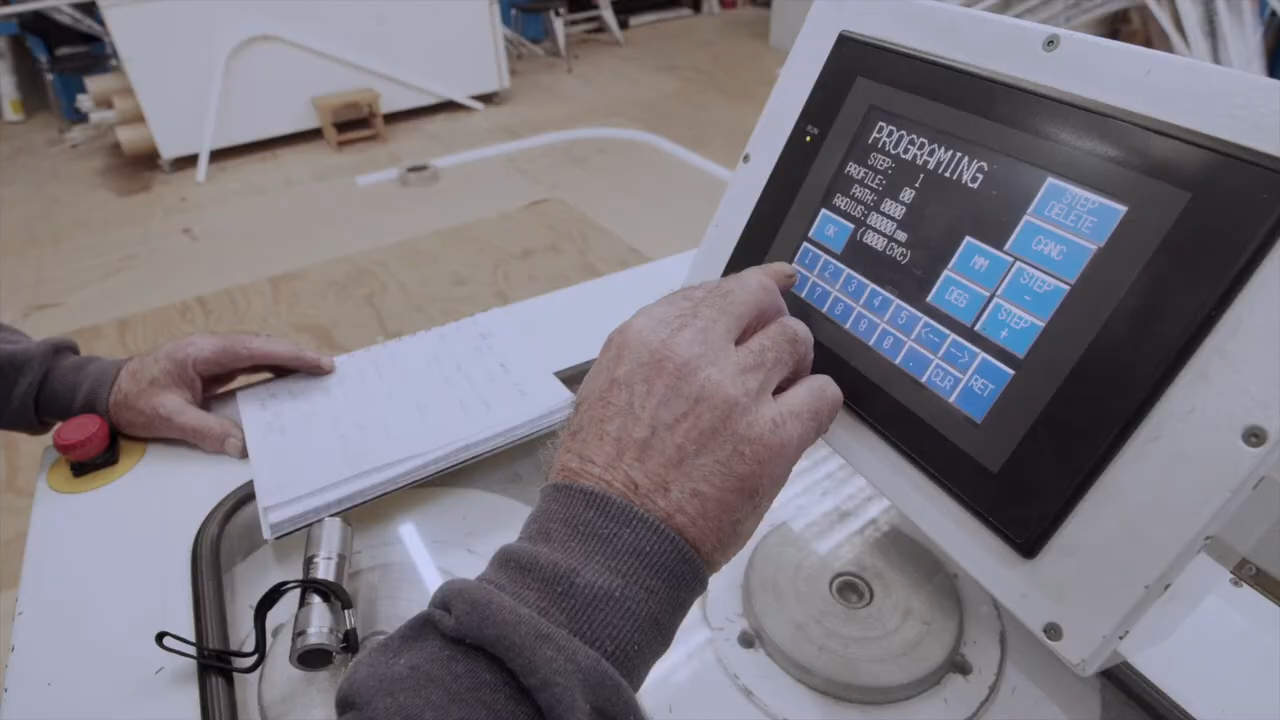 RUN
PROGRAMING
STEP: 1
PROFILE: 00
PATH: 0000
RADIUS: 00000 mm
(0000 CYC)
OK
STEP DELETE
CANC
MM
STEP -
DEG
STEP +
1 2 3 4 5 <-- -->
7 8 9 0 . CLR RET